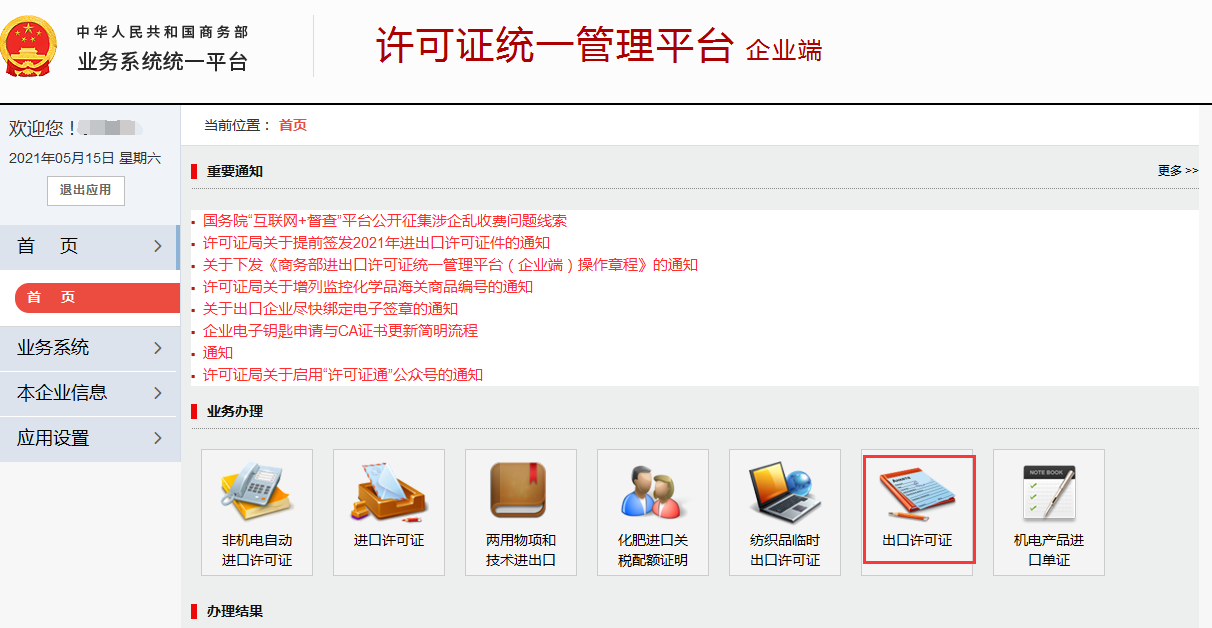 中华人民共和国商务部
业务系统统一平台
许可证统一管理平台 企业端
欢迎您！
2021年05月15日 星期六
退出应用
首 页
首 页
业务系统
本企业信息
应用设置
当前位置： 首页
重要通知
更多 >>
国务院“互联网+督查”平台公开征集涉企乱收费问题线索
许可证局关于提前签发2021年进出口许可证件的通知
关于下发《商务部进出口许可证统一管理平台（企业端）操作章程》的通知
许可证局关于增列监控化学品海关商品编号的通知
关于出口企业尽快绑定电子签章的通知
企业电子钥匙申请与CA证书更新简明流程
通知
许可证局关于启用“许可证通”公众号的通知
业务办理
非机电自动
进口许可证
进口许可证
两用物项和
技术进出口
化肥进口关
税配额证明
纺织品临时
出口许可证
出口许可证
NOTE BOOK
机电产品进
口单证
办理结果